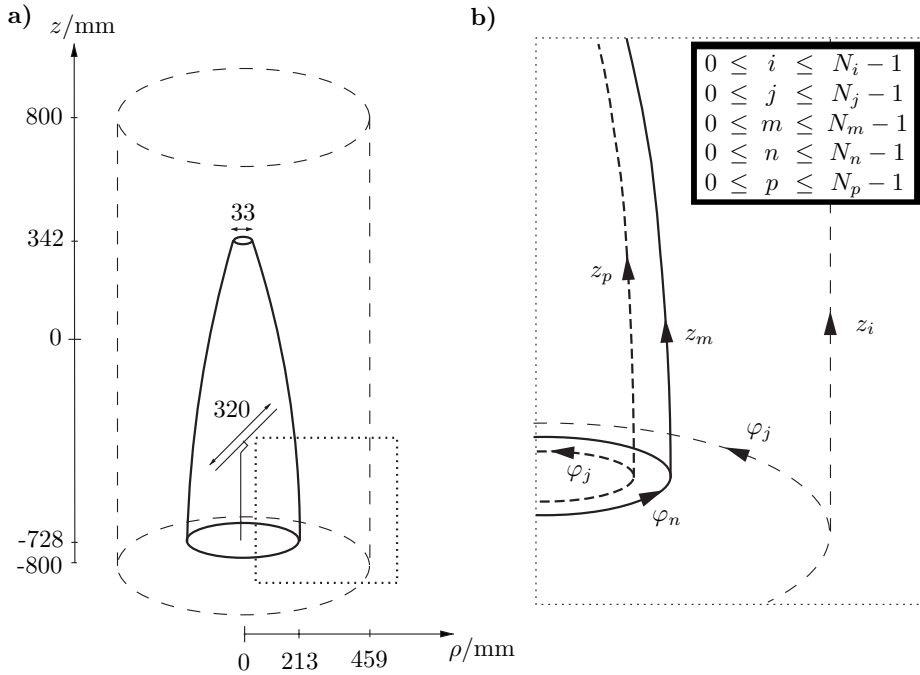 a)
z/mm
800
342
0
-728
-800
33
320
0
213
459
ρ/mm
b)
0 ≤ i ≤ N_i − 1
0 ≤ j ≤ N_j − 1
0 ≤ m ≤ N_m − 1
0 ≤ n ≤ N_n − 1
0 ≤ p ≤ N_p − 1
z_p
z_m
z_i
φ_j
φ_j
φ_n